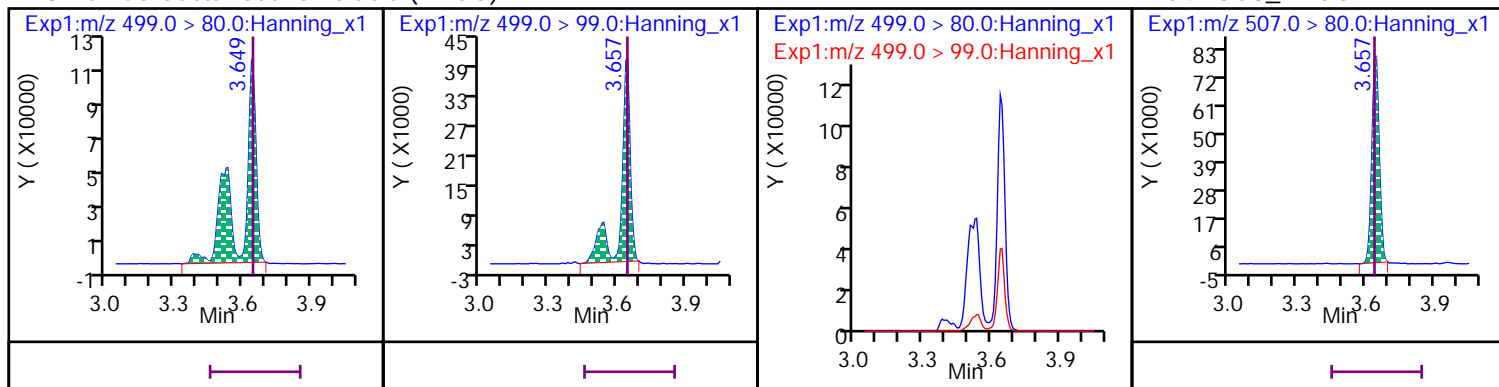 Exp1:m/z 499.0 > 80.0:Hanning_x1
13
11
9
7
5
3
1
-1
Y ( X10000)
3.649
3.0 3.3 3.6 3.9
Min
Exp1:m/z 499.0 > 99.0:Hanning_x1
45
39
33
27
21
15
9
3
-3
Y ( X1000)
3.657
3.0 3.3 3.6 3.9
Min
Exp1:m/z 499.0 > 80.0:Hanning_x1
Exp1:m/z 499.0 > 99.0:Hanning_x1
12
10
8
6
4
2
0
Y ( X10000)
3.0 3.3 3.6 3.9
Min
Exp1:m/z 507.0 > 80.0:Hanning_x1
83
72
61
50
39
28
17
6
-5
Y ( X1000)
3.657
3.0 3.3 3.6 3.9
Min